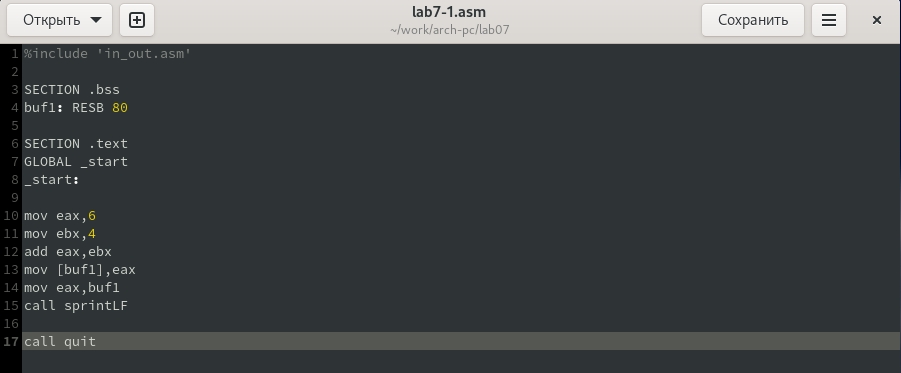 Открыть
lab7-1.asm
~/work/arch-pc/lab07
Сохранить
1 %include 'in_out.asm'
2
3 SECTION .bss
4 buf1: RESB 80
5
6 SECTION .text
7 GLOBAL _start
8 _start:
9
10 mov eax,6
11 mov ebx,4
12 add eax,ebx
13 mov [buf1],eax
14 mov eax,buf1
15 call sprintLF
16
17 call quit